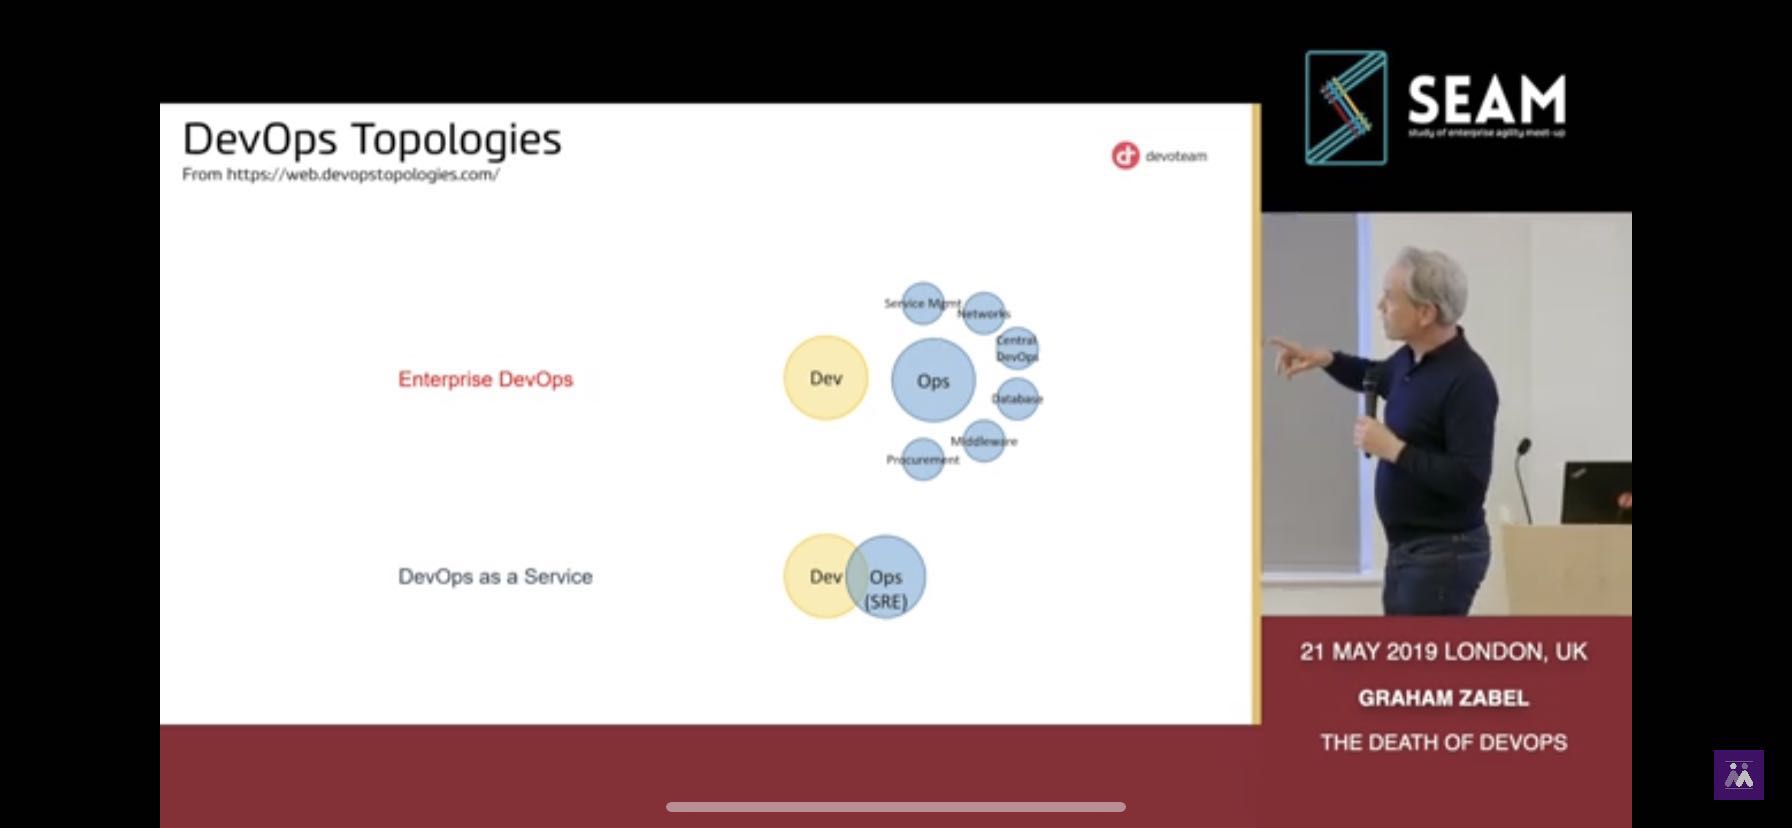 DevOps Topologies
From https://web.devopstopologies.com/
devoteam
SEAM
study of enterprise agility meet-up
Enterprise DevOps
Dev
Ops
Service Mgmt
Networks
Central
DevOps
Database
Middleware
Procurement
DevOps as a Service
Dev
Ops
(SRE)
21 MAY 2019 LONDON, UK
GRAHAM ZABEL
THE DEATH OF DEVOPS